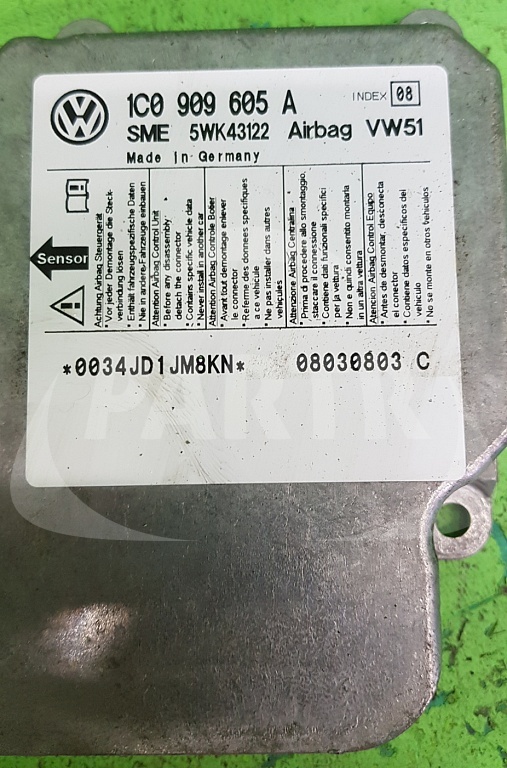 1C0 909 605 A INDEX 08
SME 5WK43122 Airbag VW51
Made in Germany
Sensor
Achtung Airbag Steuergerät
* Vor jeder Demontage die Steck-
verbindung lösen
* Enthält fahrzeugspezifische Daten
* Nie in andere Fahrzeuge einbauen
Attention Airbag Control Unit
* Before any disassembly
detach the connector
* Contains specific vehicle data
* Never install in another car
Attention Airbag Controle Boitier
* Avant tout demontage enlever
le connector
* Referme des donnees specifiques
a ce vehicule
* Ne pas installer dans autres
vehicules
Attenzione Airbag Centralina
* Prima di procedere allo smontaggio,
staccare il connessione
* Contiene dati funzionali specifici
per la vettura
* Non e quindi consentito montarla
in un altra vettura
Atencion Airbag Control Equipo
* Antes de desmontar, desconecta
el conector
* Contiene datos especificos del
vehiculo
* No se monte en otros vehiculos
*0034JD1JM8KN* 08030803 C